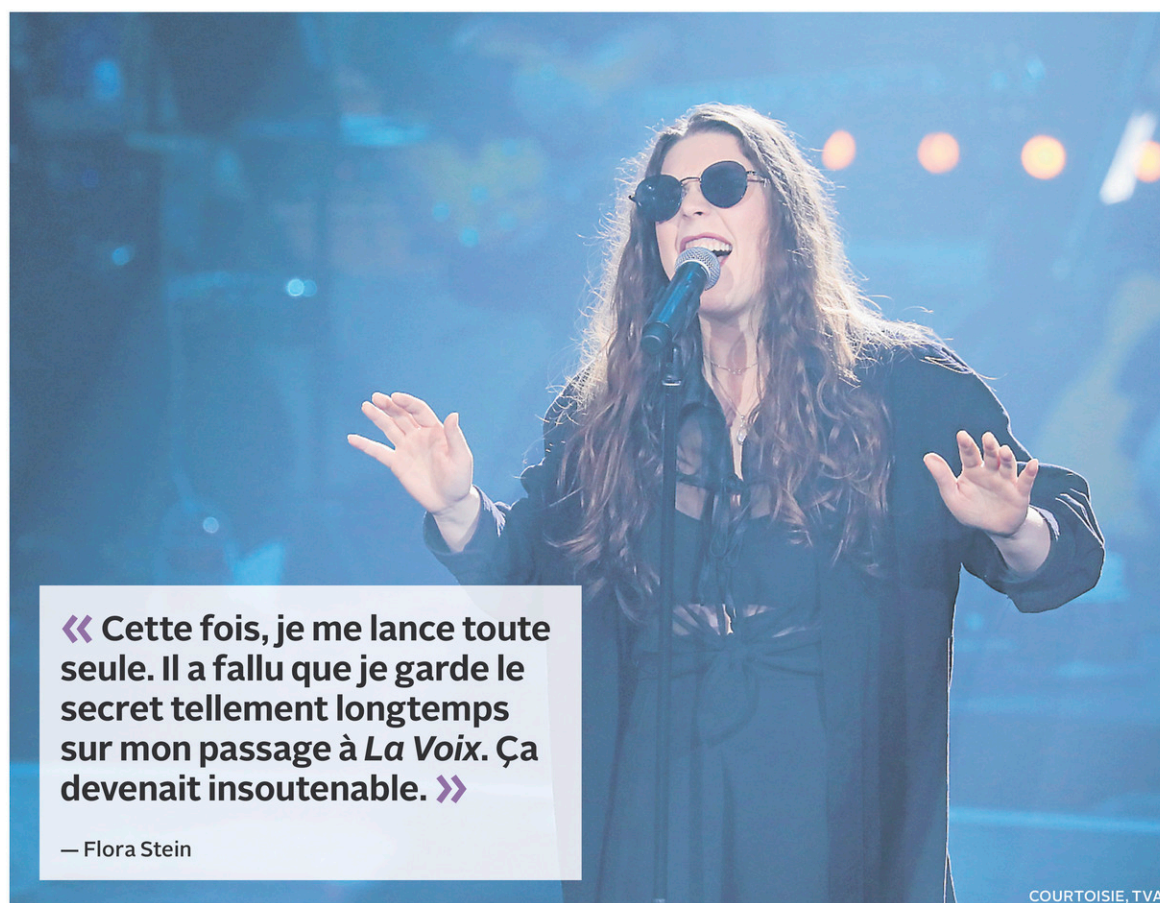 « Cette fois, je me lance toute
seule. Il a fallu que je garde le
secret tellement longtemps
sur mon passage à La Voix. Ça
devenait insoutenable. »
— Flora Stein
COURTOISIE, TVA